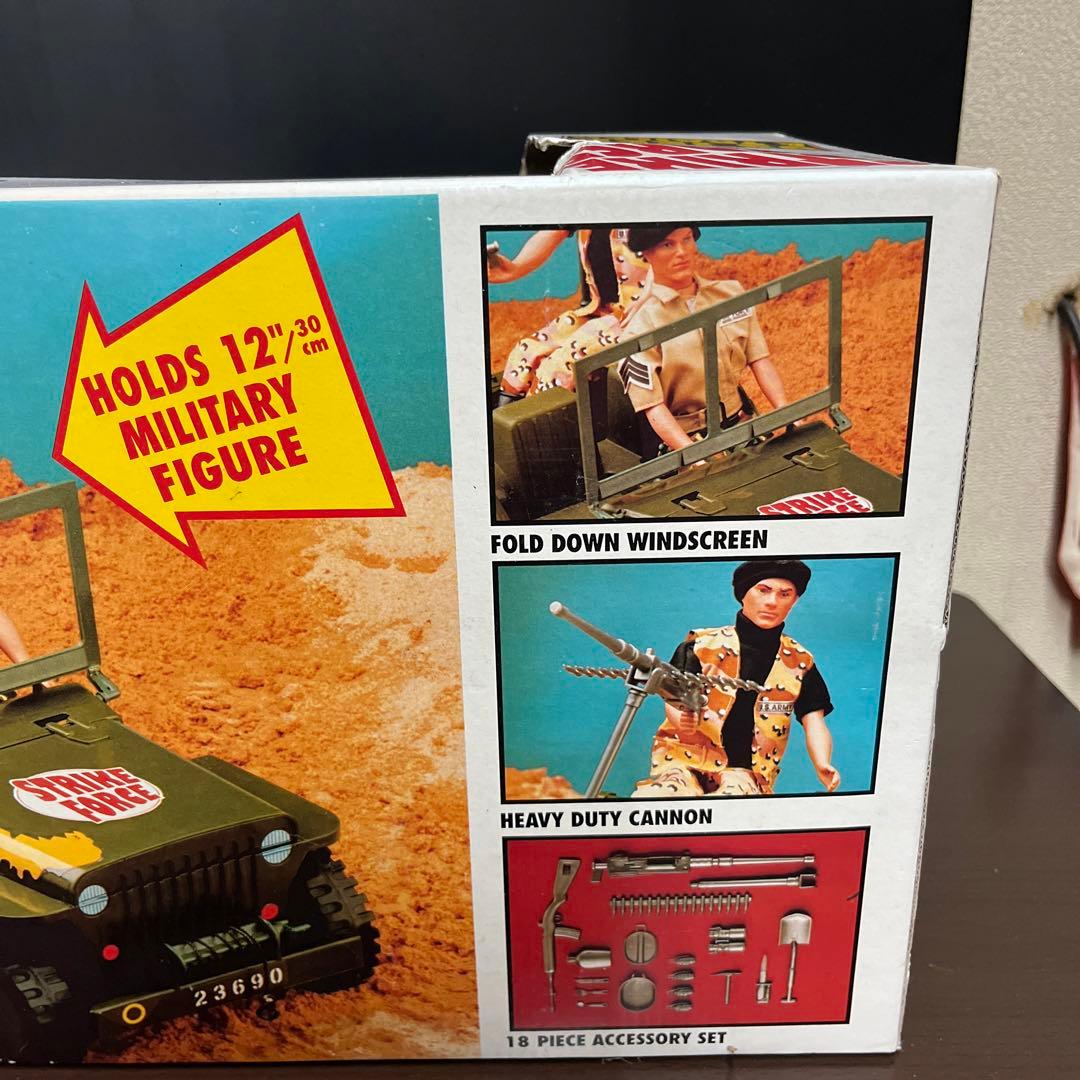 HOLDS 12"/30 cm
MILITARY
FIGURE
STRIKE
FORCE
23690
STRIKE
FORCE
FOLD DOWN WINDSCREEN
U.S. ARMY
HEAVY DUTY CANNON
18 PIECE ACCESSORY SET